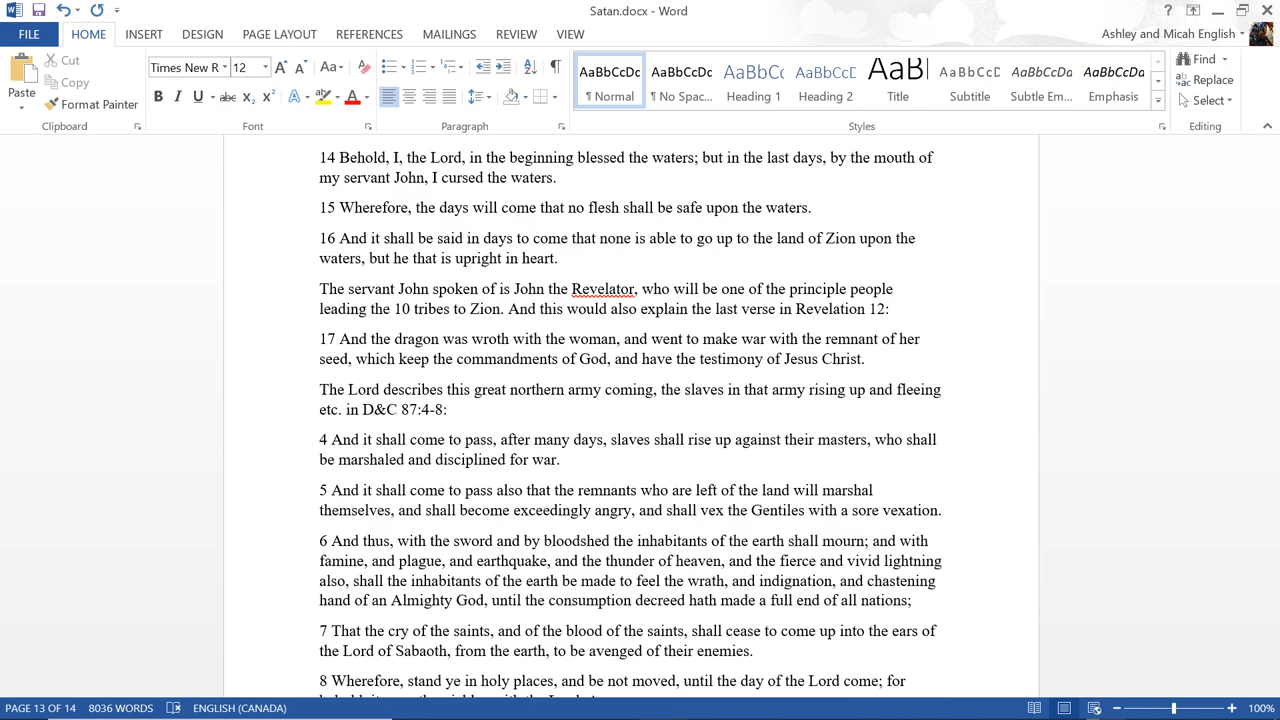 Satan.docx - Word
?
FILE HOME INSERT DESIGN PAGE LAYOUT REFERENCES MAILINGS REVIEW VIEW
Ashley and Micah English
Paste
Cut
Copy
Format Painter
Clipboard
Times New R 12
Font
Paragraph
AaBbCcDc AaBbCcDc AaBbCc AaBbCcD AaBl AaBbCcD AaBbCcDt AaBbCcDt
¶ Normal ¶ No Spac... Heading 1 Heading 2 Title Subtitle Subtle Em... Emphasis
Styles
Find
Replace
Select
Editing
14 Behold, I, the Lord, in the beginning blessed the waters; but in the last days, by the mouth of
my servant John, I cursed the waters.
15 Wherefore, the days will come that no flesh shall be safe upon the waters.
16 And it shall be said in days to come that none is able to go up to the land of Zion upon the
waters, but he that is upright in heart.
The servant John spoken of is John the Revelator, who will be one of the principle people
leading the 10 tribes to Zion. And this would also explain the last verse in Revelation 12:
17 And the dragon was wroth with the woman, and went to make war with the remnant of her
seed, which keep the commandments of God, and have the testimony of Jesus Christ.
The Lord describes this great northern army coming, the slaves in that army rising up and fleeing
etc. in D&C 87:4-8:
4 And it shall come to pass, after many days, slaves shall rise up against their masters, who shall
be marshaled and disciplined for war.
5 And it shall come to pass also that the remnants who are left of the land will marshal
themselves, and shall become exceedingly angry, and shall vex the Gentiles with a sore vexation.
6 And thus, with the sword and by bloodshed the inhabitants of the earth shall mourn; and with
famine, and plague, and earthquake, and the thunder of heaven, and the fierce and vivid lightning
also, shall the inhabitants of the earth be made to feel the wrath, and indignation, and chastening
hand of an Almighty God, until the consumption decreed hath made a full end of all nations;
7 That the cry of the saints, and of the blood of the saints, shall cease to come up into the ears of
the Lord of Sabaoth, from the earth, to be avenged of their enemies.
8 Wherefore, stand ye in holy places, and be not moved, until the day of the Lord come; for
PAGE 13 OF 14 8036 WORDS ENGLISH (CANADA) 100%